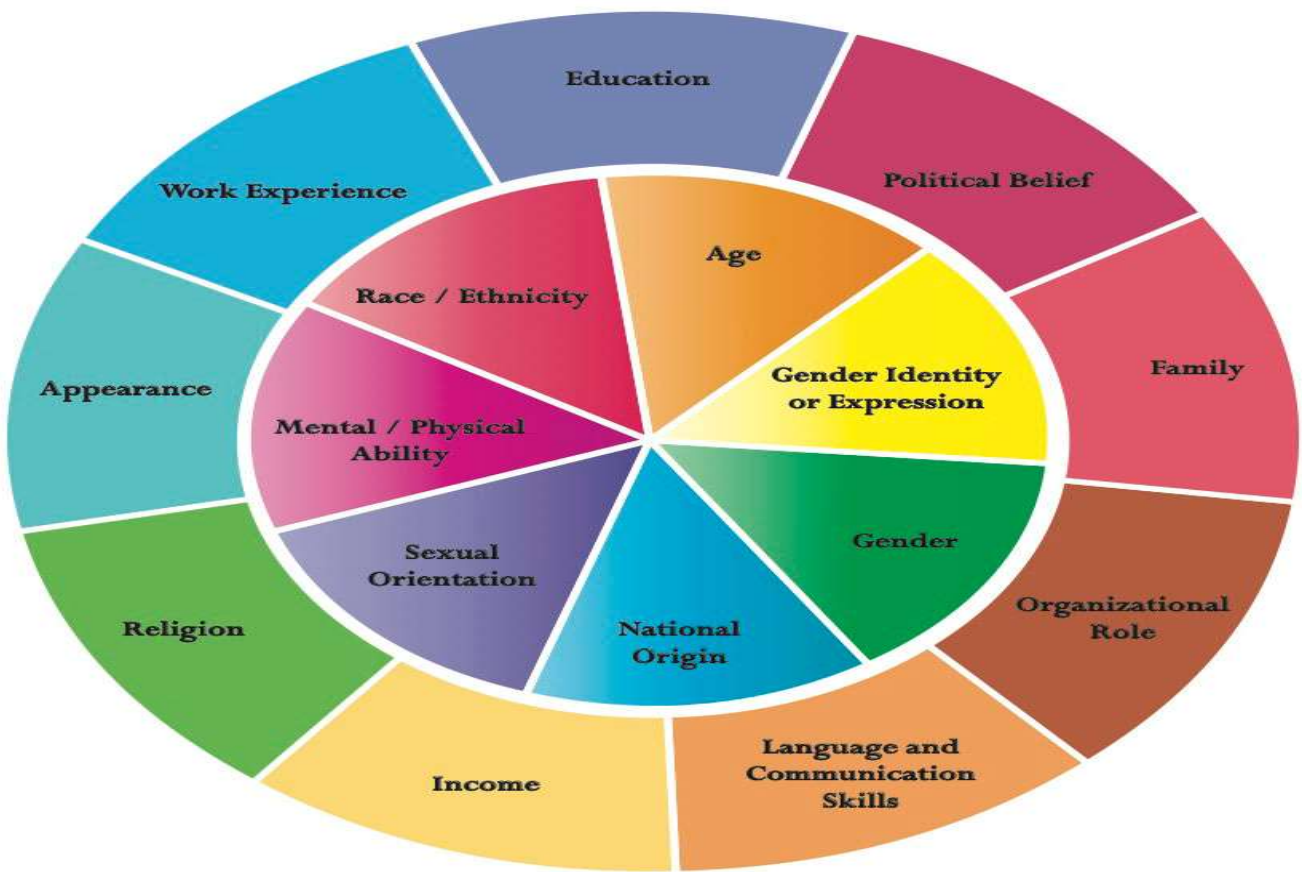 Education
Political Belief
Work Experience
Age
Race / Ethnicity
Family
Gender Identity
or Expression
Appearance
Mental / Physical
Ability
Gender
Sexual
Orientation
Organizational
Role
Religion
National
Origin
Language and
Communication
Skills
Income